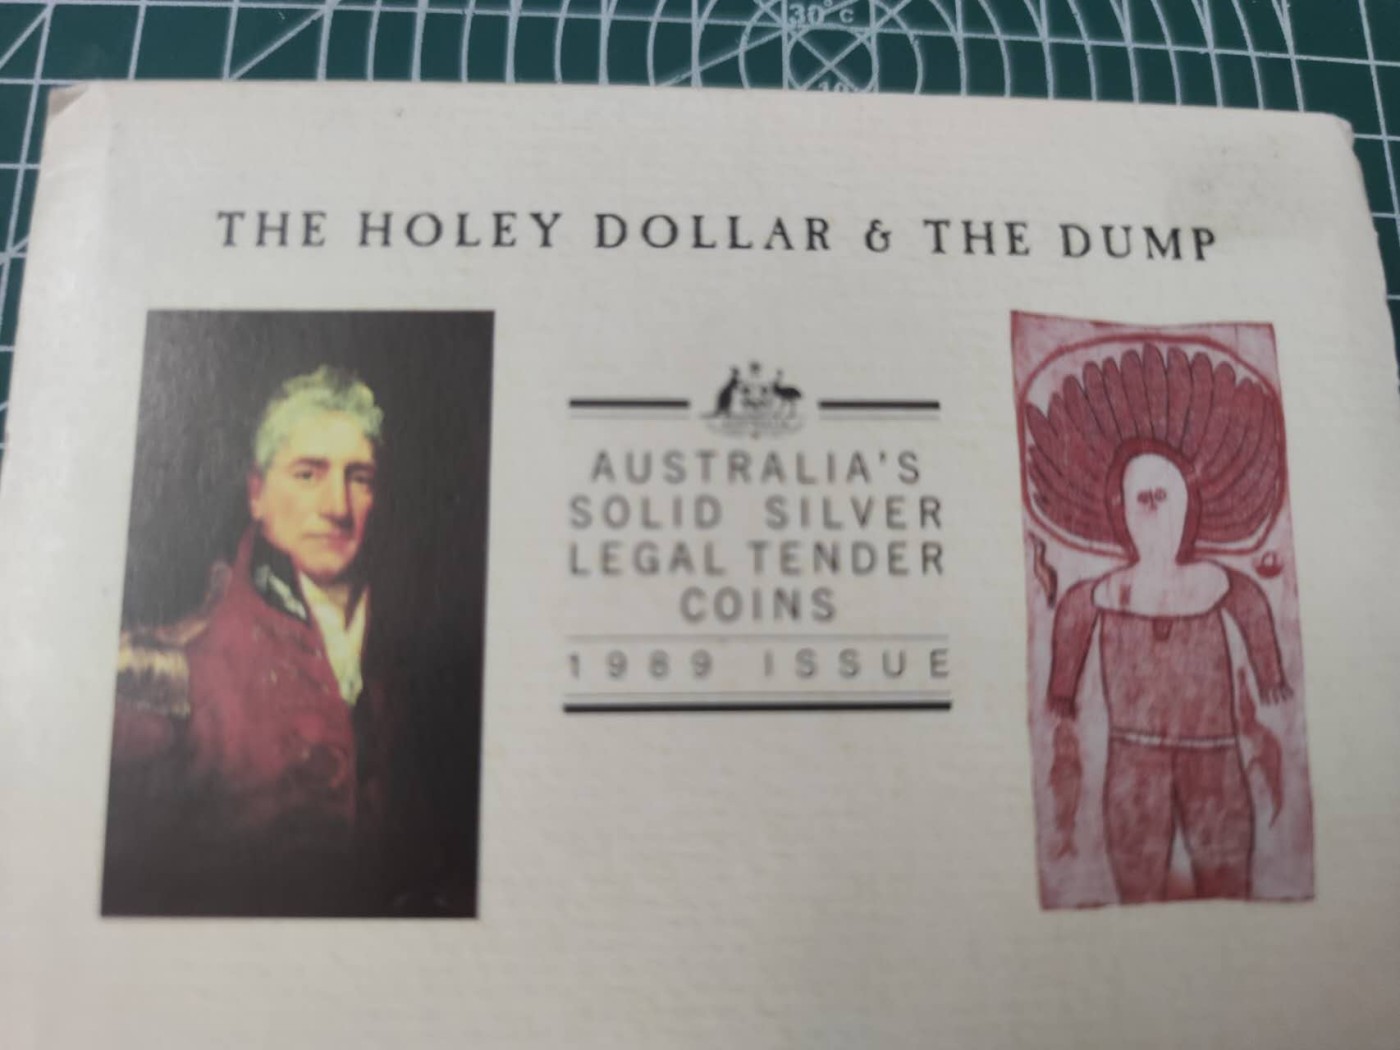 30°C
THE HOLEY DOLLAR & THE DUMP
AUSTRALIA'S
SOLID SILVER
LEGAL TENDER
COINS
1989 ISSUE